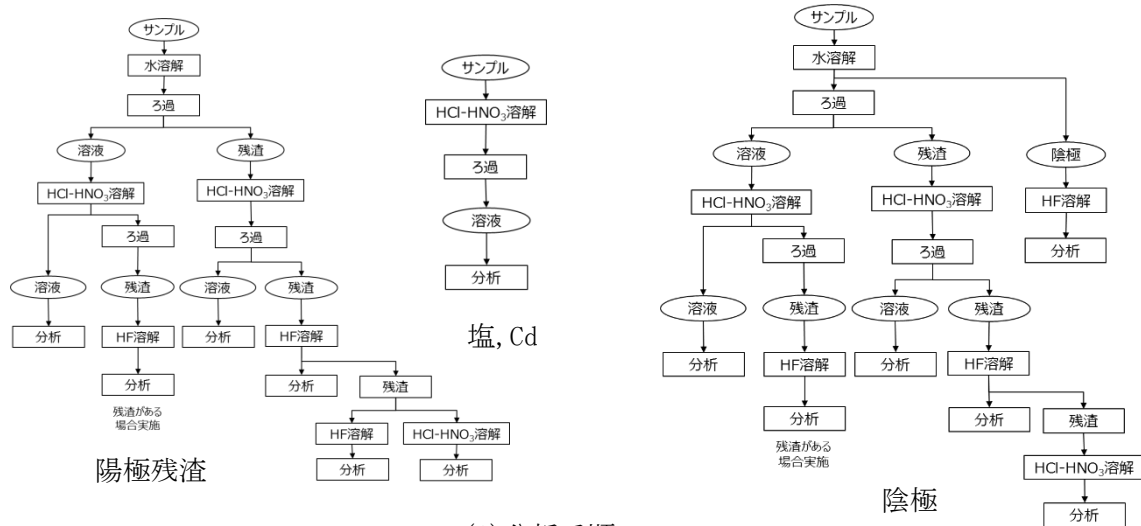 サンプル
水溶解
ろ過
溶液
残渣
HCl-HNO₃溶解
HCl-HNO₃溶解
ろ過
ろ過
溶液
残渣
溶液
残渣
分析
HF溶解
分析
HF溶解
分析
分析
残渣
残渣がある
場合実施
HF溶解
HCl-HNO₃溶解
分析
分析
陽極残渣
サンプル
HCl-HNO₃溶解
ろ過
溶液
分析
塩, Cd
サンプル
水溶解
ろ過
溶液
残渣
陰極
HCl-HNO₃溶解
HCl-HNO₃溶解
HF溶解
ろ過
ろ過
分析
溶液
残渣
溶液
残渣
分析
HF溶解
分析
HF溶解
分析
分析
残渣
残渣がある
場合実施
HCl-HNO₃溶解
分析
陰極